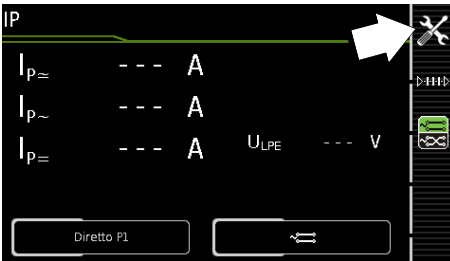 IP
IP≃ --- A
IP~ --- A
IP= --- A
ULPE --- V
Diretto P1